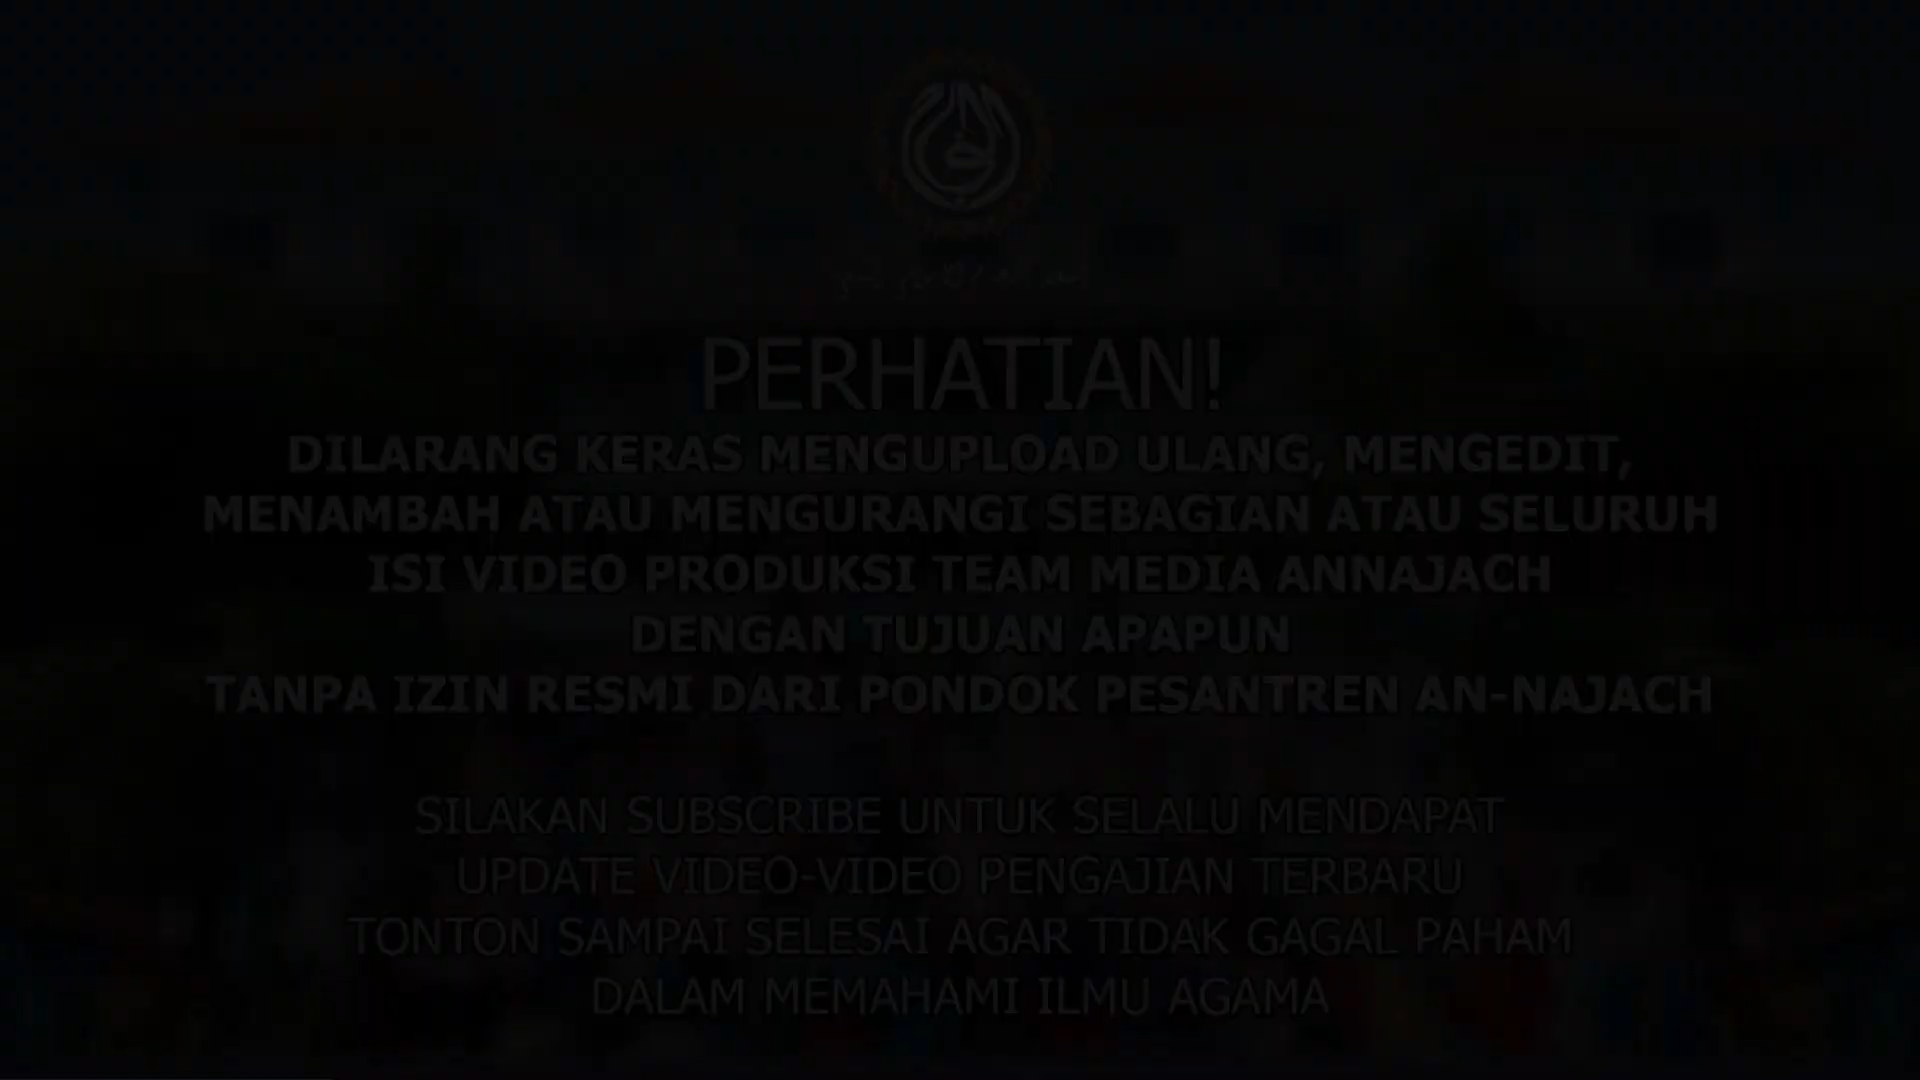 PERHATIAN!
DILARANG KERAS MENGUPLOAD ULANG, MENGEDIT,
MENAMBAH ATAU MENGURANGI SEBAGIAN ATAU SELURUH
ISI VIDEO PRODUKSI TEAM MEDIA ANNAJACH
DENGAN TUJUAN APAPUN
TANPA IZIN RESMI DARI PONDOK PESANTREN AN-NAJACH
SILAKAN SUBSCRIBE UNTUK SELALU MENDAPAT
UPDATE VIDEO-VIDEO PENGAJIAN TERBARU
TONTON SAMPAI SELESAI AGAR TIDAK GAGAL PAHAM
DALAM MEMAHAMI ILMU AGAMA